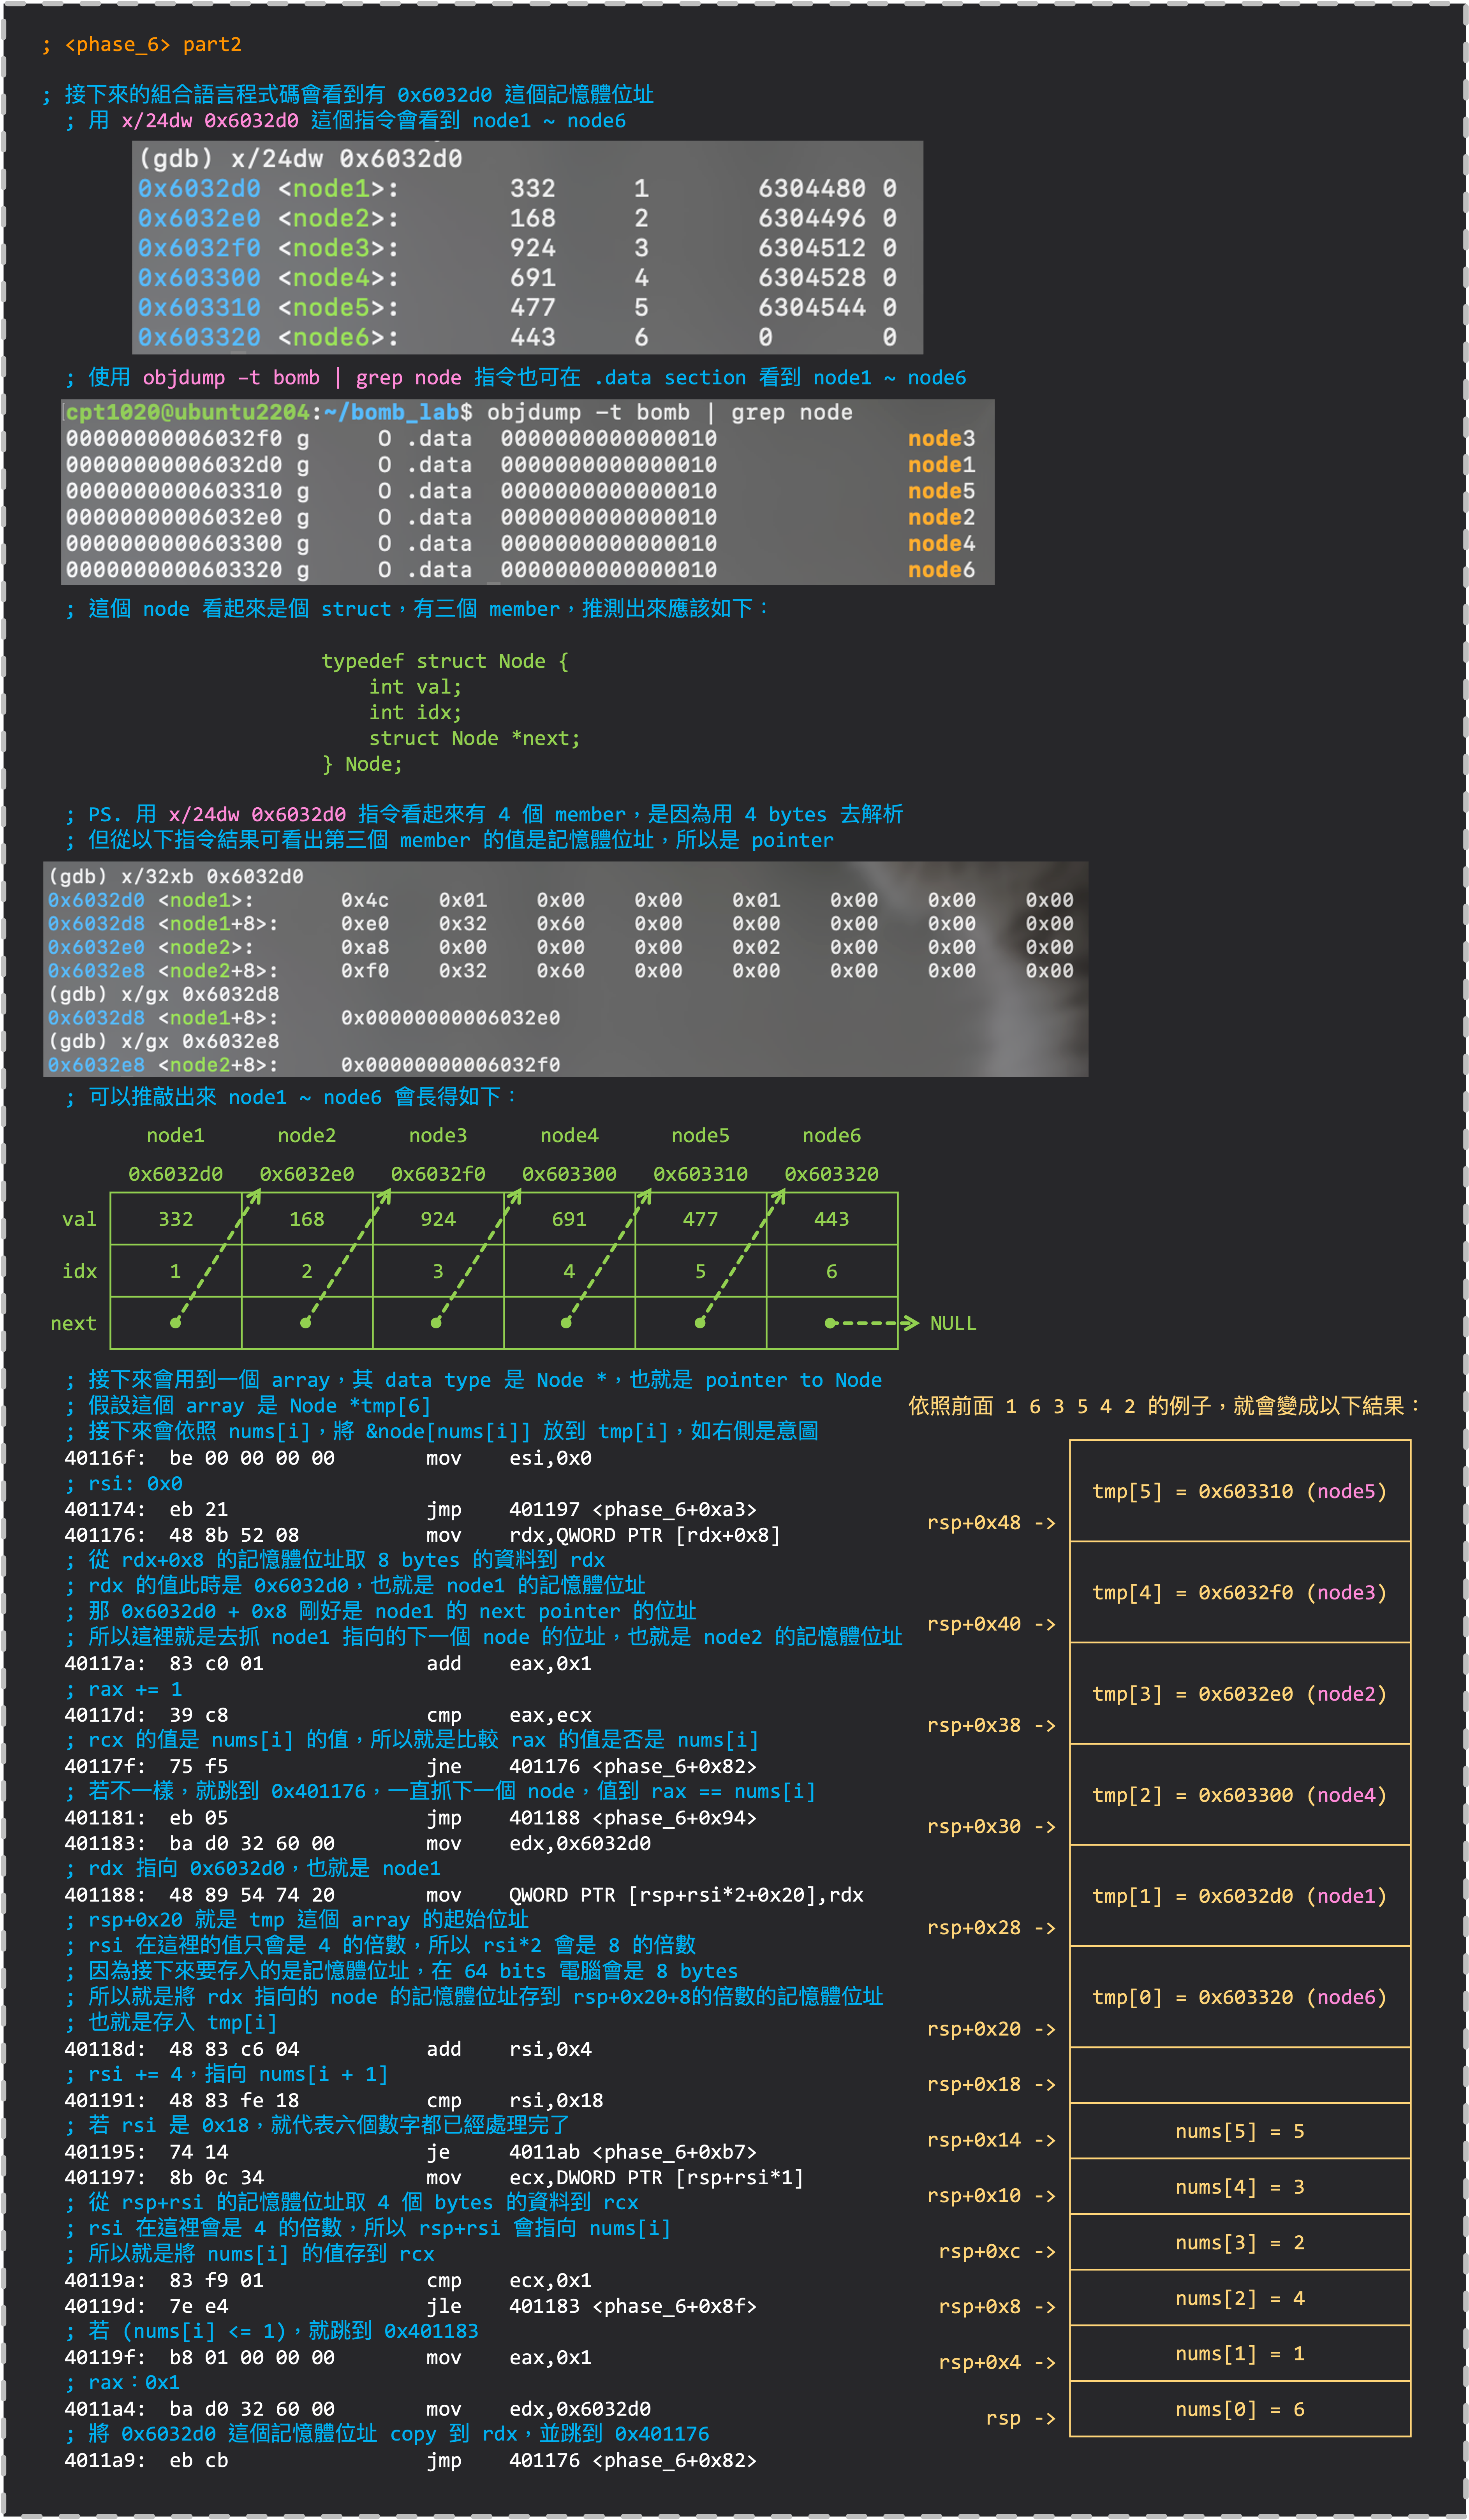 ; <phase_6> part2
; 接下來的組合語言程式碼會看到有 0x6032d0 這個記憶體位址
; 用 x/24dw 0x6032d0 這個指令會看到 node1 ~ node6
(gdb) x/24dw 0x6032d0
0x6032d0 <node1>: 332 1 6304480 0
0x6032e0 <node2>: 168 2 6304496 0
0x6032f0 <node3>: 924 3 6304512 0
0x603300 <node4>: 691 4 6304528 0
0x603310 <node5>: 477 5 6304544 0
0x603320 <node6>: 443 6 0 0
; 使用 objdump -t bomb | grep node 指令也可在 .data section 看到 node1 ~ node6
cpt1020@ubuntu2204:~/bomb_lab$ objdump -t bomb | grep node
00000000006032f0 g O .data 0000000000000010 node3
00000000006032d0 g O .data 0000000000000010 node1
0000000000603310 g O .data 0000000000000010 node5
00000000006032e0 g O .data 0000000000000010 node2
0000000000603300 g O .data 0000000000000010 node4
0000000000603320 g O .data 0000000000000010 node6
; 這個 node 看起來是個 struct，有三個 member，推測出來應該如下：
typedef struct Node {
int val;
int idx;
struct Node *next;
} Node;
; PS. 用 x/24dw 0x6032d0 指令看起來有 4 個 member，是因為用 4 bytes 去解析
; 但從以下指令結果可看出第三個 member 的值是記憶體位址，所以是 pointer
(gdb) x/32xb 0x6032d0
0x6032d0 <node1>: 0x4c 0x01 0x00 0x00 0x01 0x00 0x00 0x00
0x6032d8 <node1+8>: 0xe0 0x32 0x60 0x00 0x00 0x00 0x00 0x00
0x6032e0 <node2>: 0xa8 0x00 0x00 0x00 0x02 0x00 0x00 0x00
0x6032e8 <node2+8>: 0xf0 0x32 0x60 0x00 0x00 0x00 0x00 0x00
(gdb) x/gx 0x6032d8
0x6032d8 <node1+8>: 0x00000000006032e0
(gdb) x/gx 0x6032e8
0x6032e8 <node2+8>: 0x00000000006032f0
; 可以推敲出來 node1 ~ node6 會長得如下：
node1 node2 node3 node4 node5 node6
0x6032d0 0x6032e0 0x6032f0 0x603300 0x603310 0x603320
val 332 168 924 691 477 443
idx 1 2 3 4 5 6
next NULL
; 接下來會用到一個 array，其 data type 是 Node *，也就是 pointer to Node
; 假設這個 array 是 Node *tmp[6]
; 接下來會依照 nums[i]，將 &node[nums[i]] 放到 tmp[i]，如右側是意圖
40116f: be 00 00 00 00 mov esi,0x0
; rsi: 0x0
401174: eb 21 jmp 401197 <phase_6+0xa3>
401176: 48 8b 52 08 mov rdx,QWORD PTR [rdx+0x8]
; 從 rdx+0x8 的記憶體位址取 8 bytes 的資料到 rdx
; rdx 的值此時是 0x6032d0，也就是 node1 的記憶體位址
; 那 0x6032d0 + 0x8 剛好是 node1 的 next pointer 的位址
; 所以這裡就是去抓 node1 指向的下一個 node 的位址，也就是 node2 的記憶體位址
40117a: 83 c0 01 add eax,0x1
; rax += 1
40117d: 39 c8 cmp eax,ecx
; rcx 的值是 nums[i] 的值，所以就是比較 rax 的值是否是 nums[i]
40117f: 75 f5 jne 401176 <phase_6+0x82>
; 若不一樣，就跳到 0x401176，一直抓下一個 node，值到 rax == nums[i]
401181: eb 05 jmp 401188 <phase_6+0x94>
401183: ba d0 32 60 00 mov edx,0x6032d0
; rdx 指向 0x6032d0，也就是 node1
401188: 48 89 54 74 20 mov QWORD PTR [rsp+rsi*2+0x20],rdx
; rsp+0x20 就是 tmp 這個 array 的起始位址
; rsi 在這裡的值只會是 4 的倍數，所以 rsi*2 會是 8 的倍數
; 因為接下來要存入的是記憶體位址，在 64 bits 電腦會是 8 bytes
; 所以就是將 rdx 指向的 node 的記憶體位址存到 rsp+0x20+8的倍數的記憶體位址
; 也就是存入 tmp[i]
40118d: 48 83 c6 04 add rsi,0x4
; rsi += 4，指向 nums[i + 1]
401191: 48 83 fe 18 cmp rsi,0x18
; 若 rsi 是 0x18，就代表六個數字都已經處理完了
401195: 74 14 je 4011ab <phase_6+0xb7>
401197: 8b 0c 34 mov ecx,DWORD PTR [rsp+rsi*1]
; 從 rsp+rsi 的記憶體位址取 4 個 bytes 的資料到 rcx
; rsi 在這裡會是 4 的倍數，所以 rsp+rsi 會指向 nums[i]
; 所以就是將 nums[i] 的值存到 rcx
40119a: 83 f9 01 cmp ecx,0x1
40119d: 7e e4 jle 401183 <phase_6+0x8f>
; 若 (nums[i] <= 1)，就跳到 0x401183
40119f: b8 01 00 00 00 mov eax,0x1
; rax：0x1
4011a4: ba d0 32 60 00 mov edx,0x6032d0
; 將 0x6032d0 這個記憶體位址 copy 到 rdx，並跳到 0x401176
4011a9: eb cb jmp 401176 <phase_6+0x82>
依照前面 1 6 3 5 4 2 的例子，就會變成以下結果：
tmp[5] = 0x603310 (node5)
rsp+0x48 ->
tmp[4] = 0x6032f0 (node3)
rsp+0x40 ->
tmp[3] = 0x6032e0 (node2)
rsp+0x38 ->
tmp[2] = 0x603300 (node4)
rsp+0x30 ->
tmp[1] = 0x6032d0 (node1)
rsp+0x28 ->
tmp[0] = 0x603320 (node6)
rsp+0x20 ->
rsp+0x18 ->
nums[5] = 5
rsp+0x14 ->
nums[4] = 3
rsp+0x10 ->
nums[3] = 2
rsp+0xc ->
nums[2] = 4
rsp+0x8 ->
nums[1] = 1
rsp+0x4 ->
nums[0] = 6
rsp ->